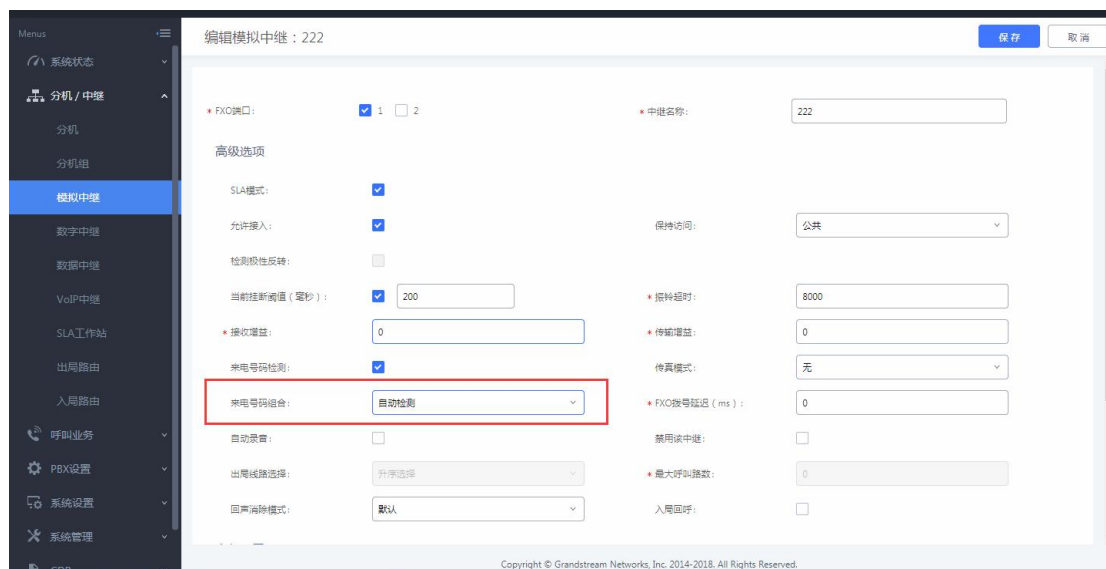 Menus
系统状态
分机 / 中继
分机
分机组
模拟中继
数字中继
数据中继
VoIP中继
SLA工作站
出局路由
入局路由
呼叫业务
PBX设置
系统设置
系统管理
编辑模拟中继：222
保存
取消
* FXO端口： 1 2
* 中继名称： 222
高级选项
SLA模式：
允许接入：
保持访问： 公共
检测极性反转：
当前挂断阈值（毫秒）： 200
* 振铃超时： 8000
* 接收增益： 0
* 传输增益： 0
来电号码检测：
传真模式： 无
来电号码组合： 自动检测
* FXO拨号延迟（ms）： 0
自动录音：
禁用该中继：
出局线路选择： 升序选择
* 最大呼叫路数： 0
回声消除模式： 默认
入局回呼：
Copyright © Grandstream Networks, Inc. 2014-2018. All Rights Reserved.